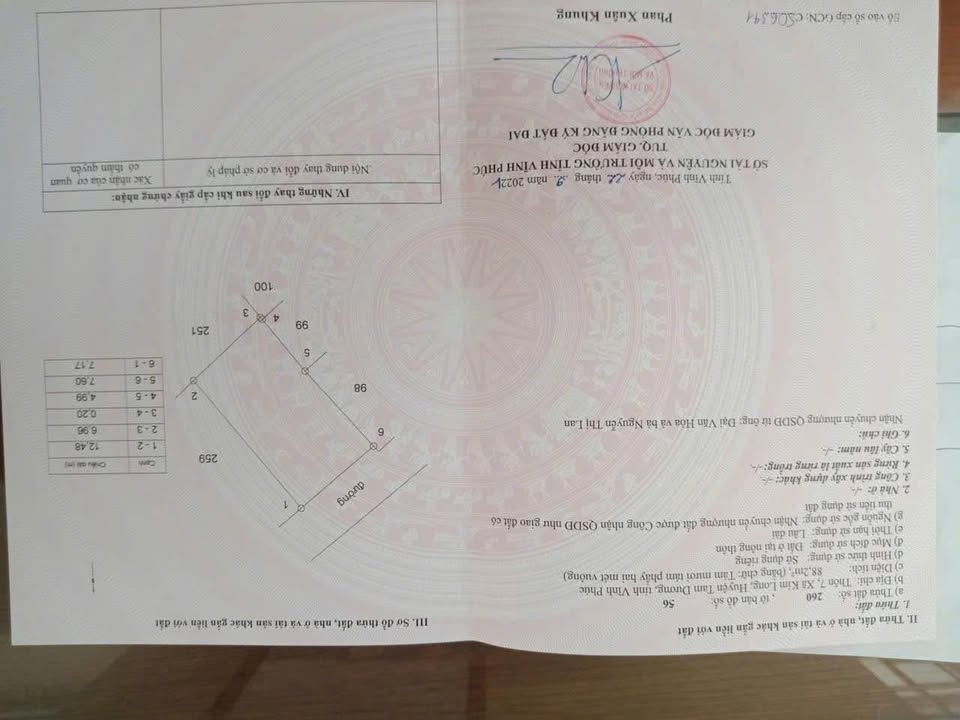 II. Thửa đất, nhà ở và tài sản khác gắn liền với đất
1. Thửa đất:
a) Thửa đất số: 260 , tờ bản đồ số: 56
b) Địa chỉ: Thôn 7, Xã Kim Long, Huyện Tam Dương, tỉnh Vĩnh Phúc
c) Diện tích: 88,2m², (bằng chữ: Tám mươi tám phẩy hai mét vuông)
d) Hình thức sử dụng: Sử dụng riêng
đ) Mục đích sử dụng: Đất ở tại nông thôn
e) Thời hạn sử dụng: Lâu dài
g) Nguồn gốc sử dụng: Nhận chuyển nhượng đất được Công nhận QSDĐ như giao đất có
thu tiền sử dụng đất
2. Nhà ở: -/-
3. Công trình xây dựng khác: -/-
4. Rừng sản xuất là rừng trồng: -/-
5. Cây lâu năm: -/-
6. Ghi chú:
Nhận chuyển nhượng QSDĐ từ ông: Đại Văn Hòa và bà Nguyễn Thị Lan
Tỉnh Vĩnh Phúc, ngày 22 tháng 9 năm 2022
SỞ TÀI NGUYÊN VÀ MÔI TRƯỜNG TỈNH VĨNH PHÚC
TUQ. GIÁM ĐỐC
GIÁM ĐỐC VĂN PHÒNG ĐĂNG KÝ ĐẤT ĐAI
SỞ TÀI NGUYÊN
VÀ MÔI TRƯỜNG
Phan Xuân Khung
Số vào sổ cấp GCN: CS06391
III. Sơ đồ thửa đất, nhà ở và tài sản khác gắn liền với đất
đường
1
6
259
98
5
2
99
251
4
3
100
Cạnh Chiều dài (m)
1 - 2 12,48
2 - 3 6,96
3 - 4 0,20
4 - 5 4,99
5 - 6 7,60
6 - 1 7,17
IV. Những thay đổi sau khi cấp giấy chứng nhận:
Nội dung thay đổi và cơ sở pháp lý
Xác nhận của cơ quan
có thẩm quyền